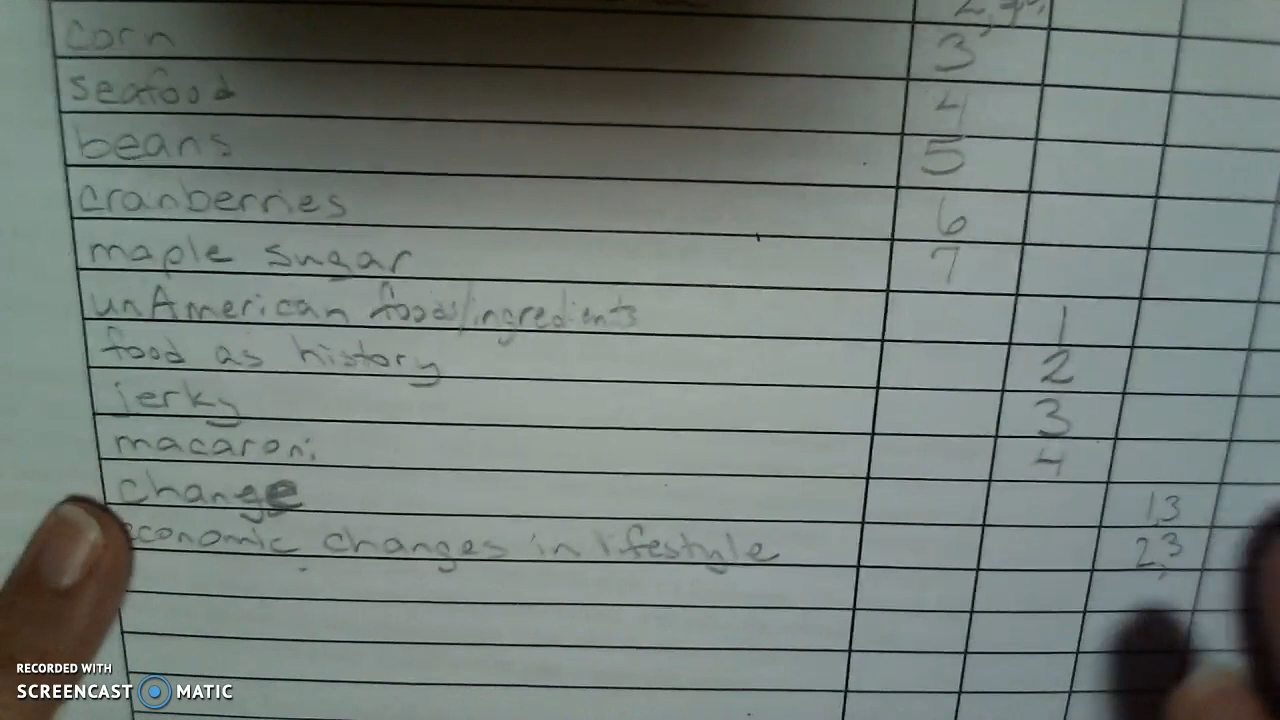 corn 3
seafood 4
beans 5
cranberries 6
maple sugar 7
unAmerican foods/ingredients 1
food as history 2
jerky 3
macaroni 4
change 1,3
economic changes in lifestyle 2,3
RECORDED WITH
SCREENCAST MATIC